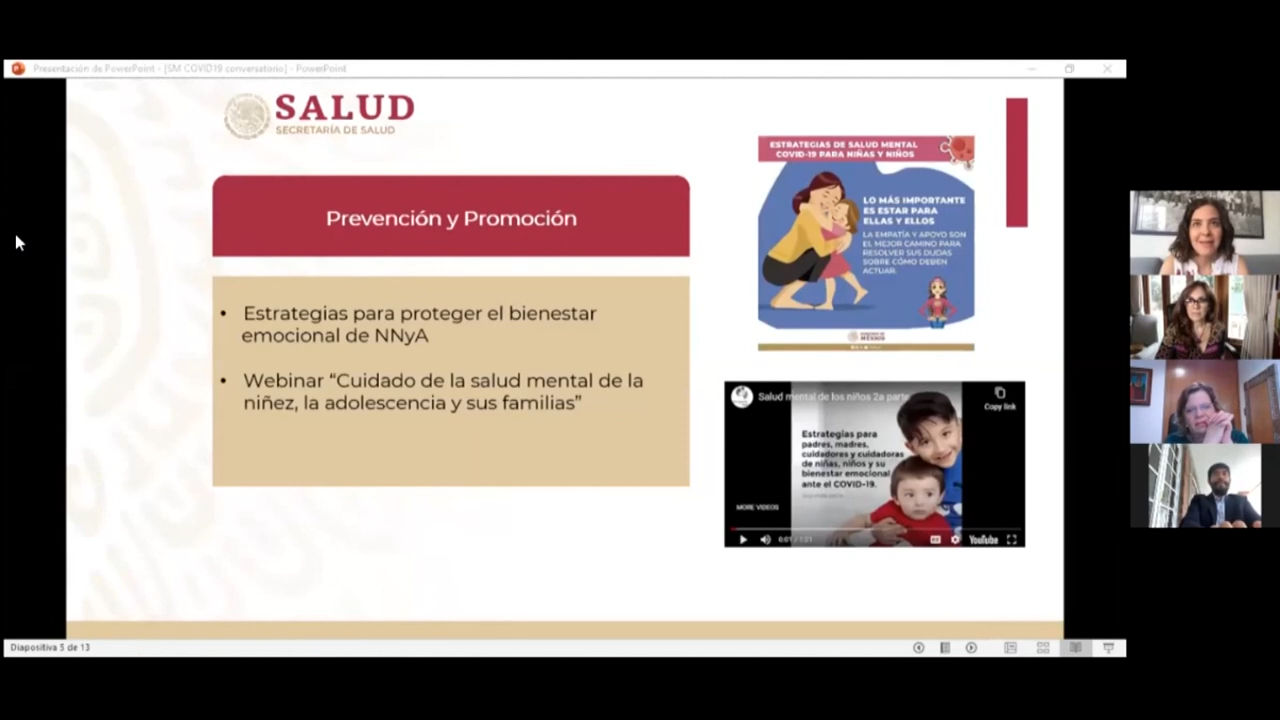 Presentación de PowerPoint - [SM COVID19 conversatorio] - PowerPoint
SALUD
SECRETARÍA DE SALUD
Prevención y Promoción
• Estrategias para proteger el bienestar
emocional de NNyA
• Webinar “Cuidado de la salud mental de la
niñez, la adolescencia y sus familias”
ESTRATEGIAS DE SALUD MENTAL
COVID-19 PARA NIÑAS Y NIÑOS
LO MÁS IMPORTANTE
ES ESTAR PARA
ELLAS Y ELLOS
LA EMPATÍA Y APOYO SON
EL MEJOR CAMINO PARA
RESOLVER SUS DUDAS
SOBRE CÓMO DEBEN
ACTUAR.
MÉXICO
Salud mental de los niños 2a parte
Copy link
Estrategias para
padres, madres,
cuidadores y cuidadoras
de niñas, niños y su
bienestar emocional
ante el COVID-19.
MORE VIDEOS
0:01 / 1:31
YouTube
Diapositiva 5 de 13